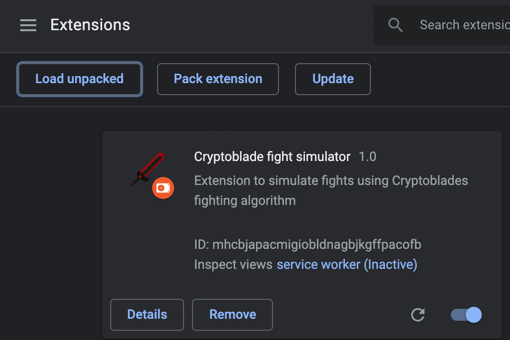 Extensions
Search extensio
Load unpacked
Pack extension
Update
Cryptoblade fight simulator 1.0
Extension to simulate fights using Cryptoblades
fighting algorithm
ID: mhcbjapacmigiobldnagbjkgffpacofb
Inspect views service worker (Inactive)
Details
Remove